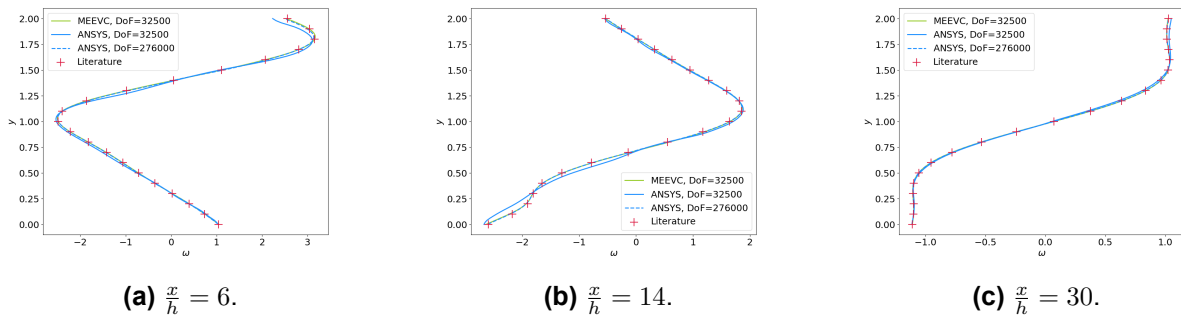 2.00
1.75
1.50
1.25
1.00
0.75
0.50
0.25
0.00
y
MEEVC, DoF=32500
ANSYS, DoF=32500
ANSYS, DoF=276000
Literature
−2 −1 0 1 2 3
ω
(a) x/h = 6.
2.00
1.75
1.50
1.25
1.00
0.75
0.50
0.25
0.00
y
MEEVC, DoF=32500
ANSYS, DoF=32500
ANSYS, DoF=276000
Literature
−2 −1 0 1 2
ω
(b) x/h = 14.
2.00
1.75
1.50
1.25
1.00
0.75
0.50
0.25
0.00
y
MEEVC, DoF=32500
ANSYS, DoF=32500
ANSYS, DoF=276000
Literature
−1.0 −0.5 0.0 0.5 1.0
ω
(c) x/h = 30.